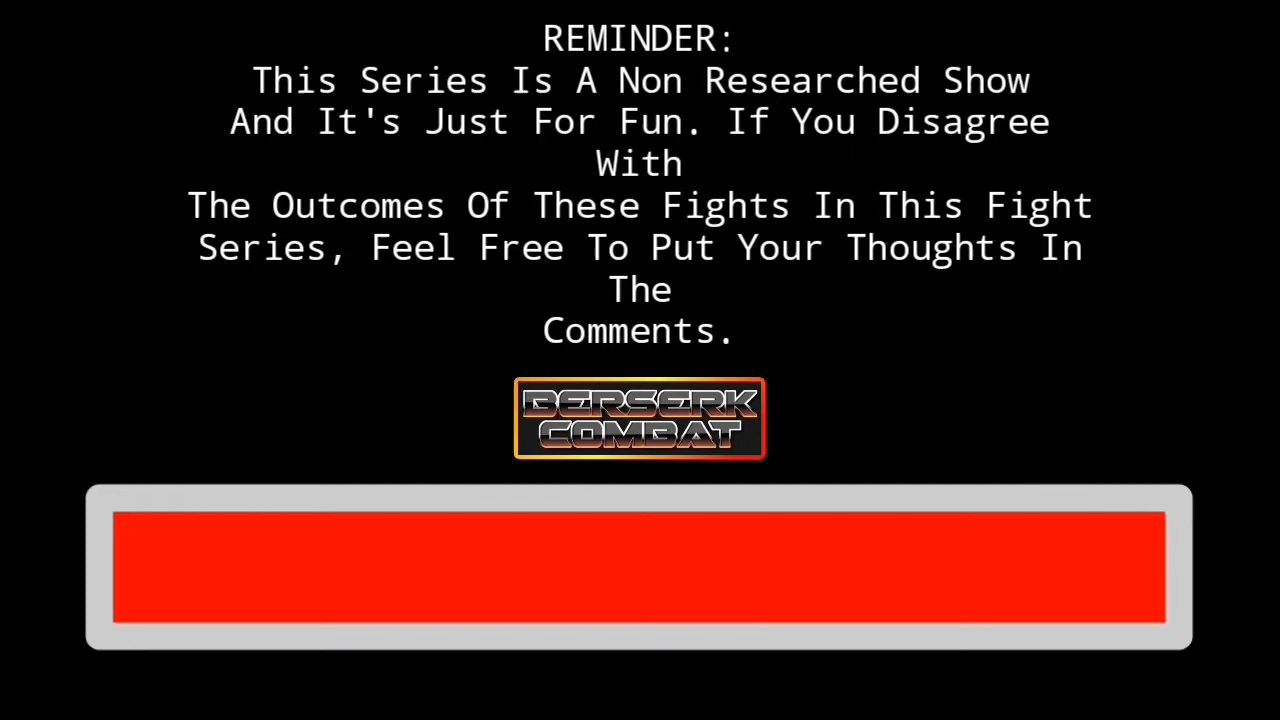 REMINDER:
This Series Is A Non Researched Show
And It's Just For Fun. If You Disagree
With
The Outcomes Of These Fights In This Fight
Series, Feel Free To Put Your Thoughts In
The
Comments.
BERSERK
COMBAT